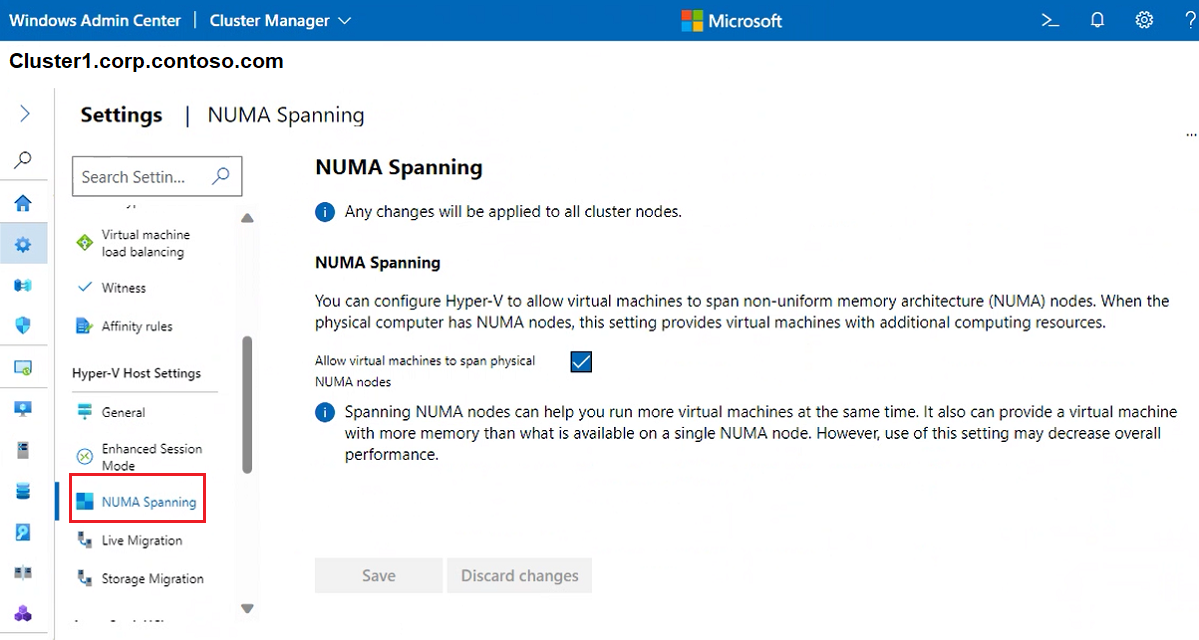 Windows Admin Center | Cluster Manager
Microsoft
?
Cluster1.corp.contoso.com
Settings | NUMA Spanning
...
Search Settin...
Virtual machine
load balancing
Witness
Affinity rules
Hyper-V Host Settings
General
Enhanced Session
Mode
NUMA Spanning
Live Migration
Storage Migration
NUMA Spanning
Any changes will be applied to all cluster nodes.
NUMA Spanning
You can configure Hyper-V to allow virtual machines to span non-uniform memory architecture (NUMA) nodes. When the
physical computer has NUMA nodes, this setting provides virtual machines with additional computing resources.
Allow virtual machines to span physical
NUMA nodes
Spanning NUMA nodes can help you run more virtual machines at the same time. It also can provide a virtual machine
with more memory than what is available on a single NUMA node. However, use of this setting may decrease overall
performance.
Save
Discard changes